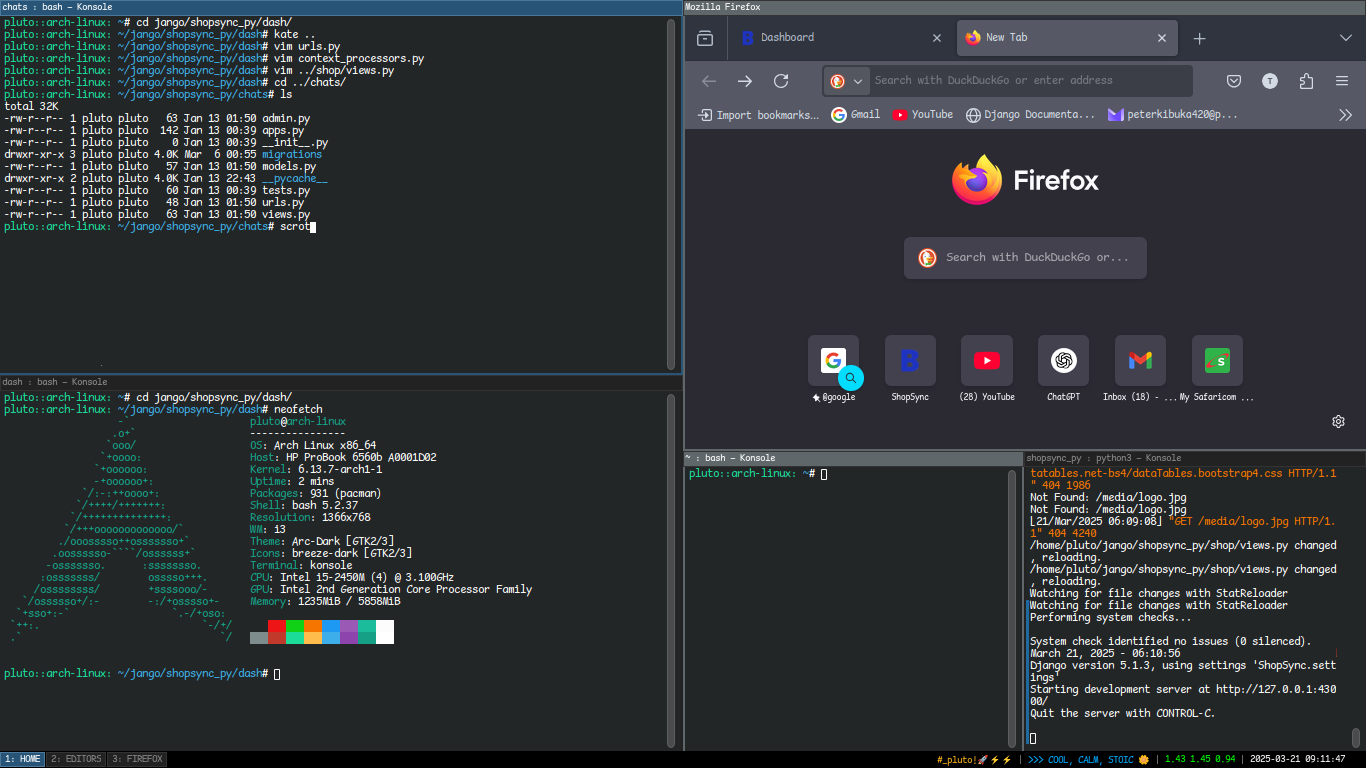 chats : bash — Konsole
pluto::arch-linux: ~# cd jango/shopsync_py/dash/
pluto::arch-linux: ~/jango/shopsync_py/dash# kate ..
pluto::arch-linux: ~/jango/shopsync_py/dash# vim urls.py
pluto::arch-linux: ~/jango/shopsync_py/dash# vim context_processors.py
pluto::arch-linux: ~/jango/shopsync_py/dash# vim ../shop/views.py
pluto::arch-linux: ~/jango/shopsync_py/dash# cd ../chats/
pluto::arch-linux: ~/jango/shopsync_py/chats# ls
total 32K
-rw-r--r-- 1 pluto pluto   63 Jan 13 01:50 admin.py
-rw-r--r-- 1 pluto pluto  142 Jan 13 00:39 apps.py
-rw-r--r-- 1 pluto pluto    0 Jan 13 00:39 __init__.py
drwxr-xr-x 3 pluto pluto 4.0K Mar  6 00:55 migrations
-rw-r--r-- 1 pluto pluto   57 Jan 13 01:50 models.py
drwxr-xr-x 2 pluto pluto 4.0K Jan 13 22:43 __pycache__
-rw-r--r-- 1 pluto pluto   60 Jan 13 00:39 tests.py
-rw-r--r-- 1 pluto pluto   48 Jan 13 01:50 urls.py
-rw-r--r-- 1 pluto pluto   63 Jan 13 01:50 views.py
pluto::arch-linux: ~/jango/shopsync_py/chats# scrot
dash : bash — Konsole
pluto::arch-linux: ~# cd jango/shopsync_py/dash/
pluto::arch-linux: ~/jango/shopsync_py/dash# neofetch
pluto@arch-linux
----------------
OS: Arch Linux x86_64
Host: HP ProBook 6560b A0001D02
Kernel: 6.13.7-arch1-1
Uptime: 2 mins
Packages: 931 (pacman)
Shell: bash 5.2.37
Resolution: 1366x768
WM: i3
Theme: Arc-Dark [GTK2/3]
Icons: breeze-dark [GTK2/3]
Terminal: konsole
CPU: Intel i5-2450M (4) @ 3.100GHz
GPU: Intel 2nd Generation Core Processor Family
Memory: 1235MiB / 5858MiB
pluto::arch-linux: ~/jango/shopsync_py/dash#
Mozilla Firefox
Dashboard
New Tab
Search with DuckDuckGo or enter address
T
Import bookmarks...
Gmail
YouTube
Django Documenta...
peterkibuka420@p...
Firefox
Search with DuckDuckGo or...
@google
ShopSync
(28) YouTube
ChatGPT
Inbox (18) - ...
My Safaricom ...
~ : bash — Konsole
pluto::arch-linux: ~#
shopsync_py : python3 — Konsole
tatables.net-bs4/dataTables.bootstrap4.css HTTP/1.1
" 404 1986
Not Found: /media/logo.jpg
Not Found: /media/logo.jpg
[21/Mar/2025 06:09:08] "GET /media/logo.jpg HTTP/1.
1" 404 4240
/home/pluto/jango/shopsync_py/shop/views.py changed
, reloading.
/home/pluto/jango/shopsync_py/shop/views.py changed
, reloading.
Watching for file changes with StatReloader
Watching for file changes with StatReloader
Performing system checks...
System check identified no issues (0 silenced).
March 21, 2025 - 06:10:56
Django version 5.1.3, using settings 'ShopSync.sett
ings'
Starting development server at http://127.0.0.1:430
00/
Quit the server with CONTROL-C.
1: HOME
2: EDITORS
3: FIREFOX
#_pluto!🚀⚡⚡ | >>> COOL, CALM, STOIC 🌼 | 1.43 1.45 0.94 | 2025-03-21 09:11:47